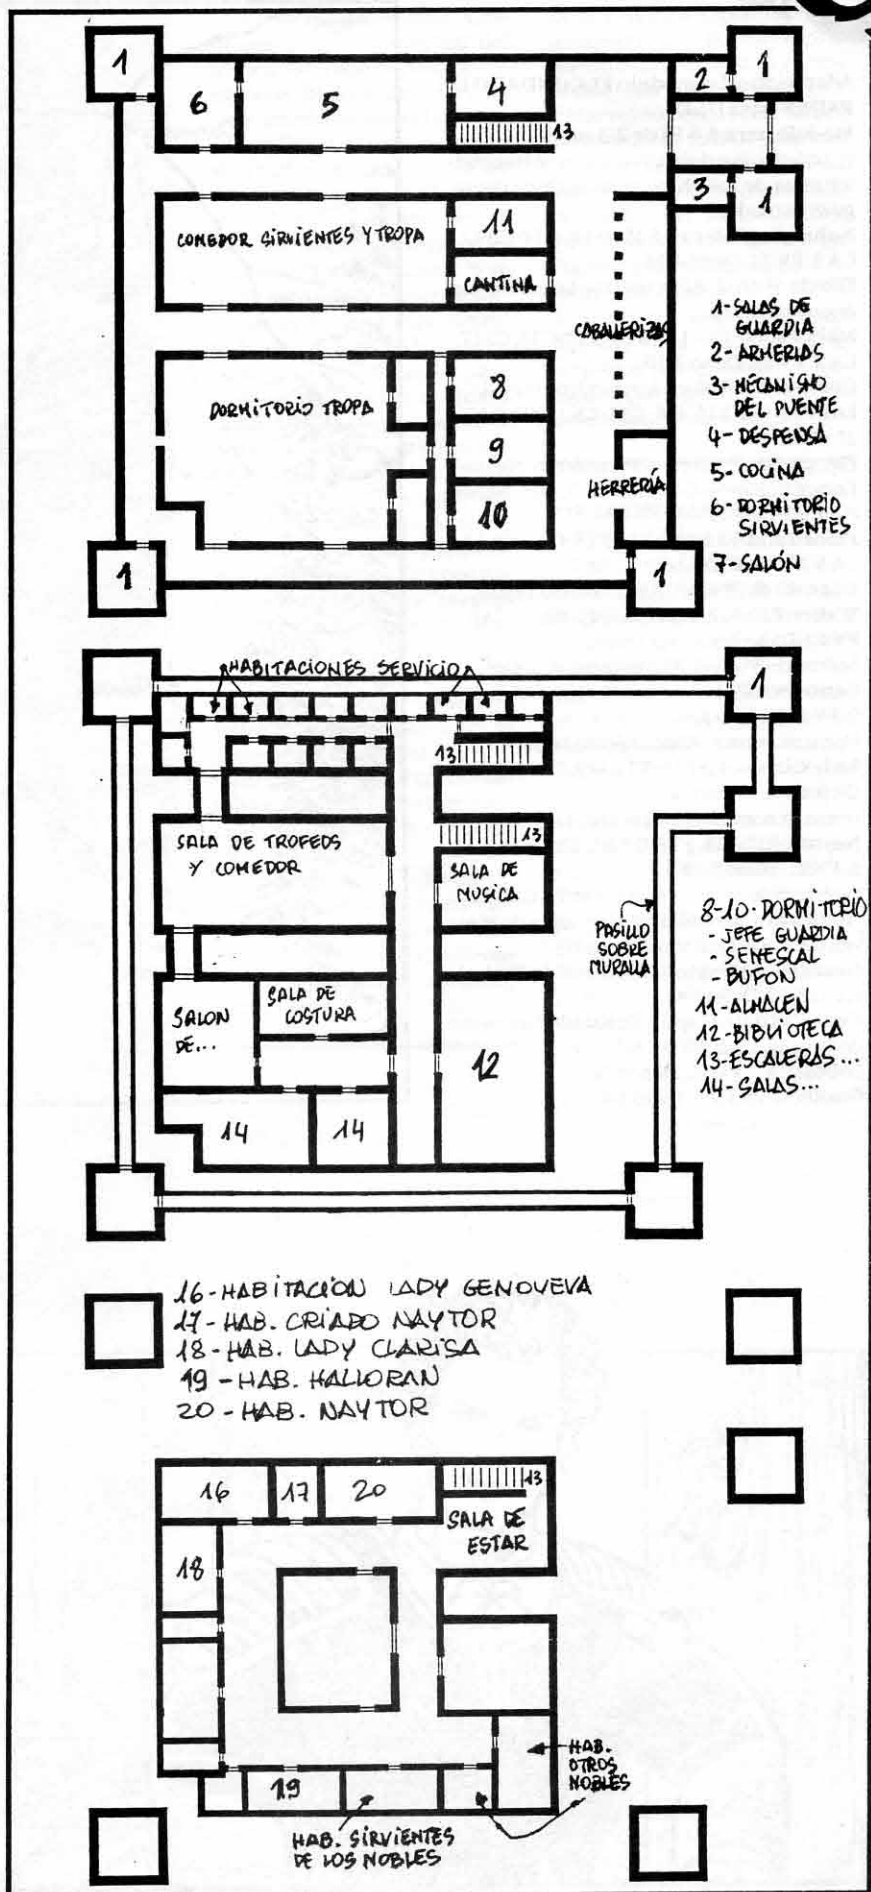 1
6
5
4
13
2
1
3
1
COMEDOR SIRVIENTES Y TROPA
11
CANTINA
CABALLERIZAS
DORMITORIO TROPA
8
9
10
HERRERÍA
1
1
1-SALAS DE
GUARDIA
2-ARMERIAS
3-MECANISMO
DEL PUENTE
4-DESPENSA
5-COCINA
6-DORMITORIO
SIRVIENTES
7-SALÓN
HABITACIONES SERVICIO
1
13
13
SALA DE TROFEOS
Y COMEDOR
SALA DE
MUSICA
PASILLO
SOBRE
MURALLA
SALON
DE...
SALA DE
COSTURA
12
14
14
8-10-DORMITORIO
- JEFE GUARDIA
- SENESCAL
- BUFON
11-ALMACEN
12-BIBLIOTECA
13-ESCALERAS...
14-SALAS...
16-HABITACION LADY GENOVEVA
17-HAB. CRIADO NAYTOR
18-HAB. LADY CLARISA
19-HAB. HALLORAN
20-HAB. NAYTOR
16
17
20
13
SALA DE
ESTAR
18
19
HAB.
OTROS
NOBLES
HAB. SIRVIENTES
DE LOS NOBLES